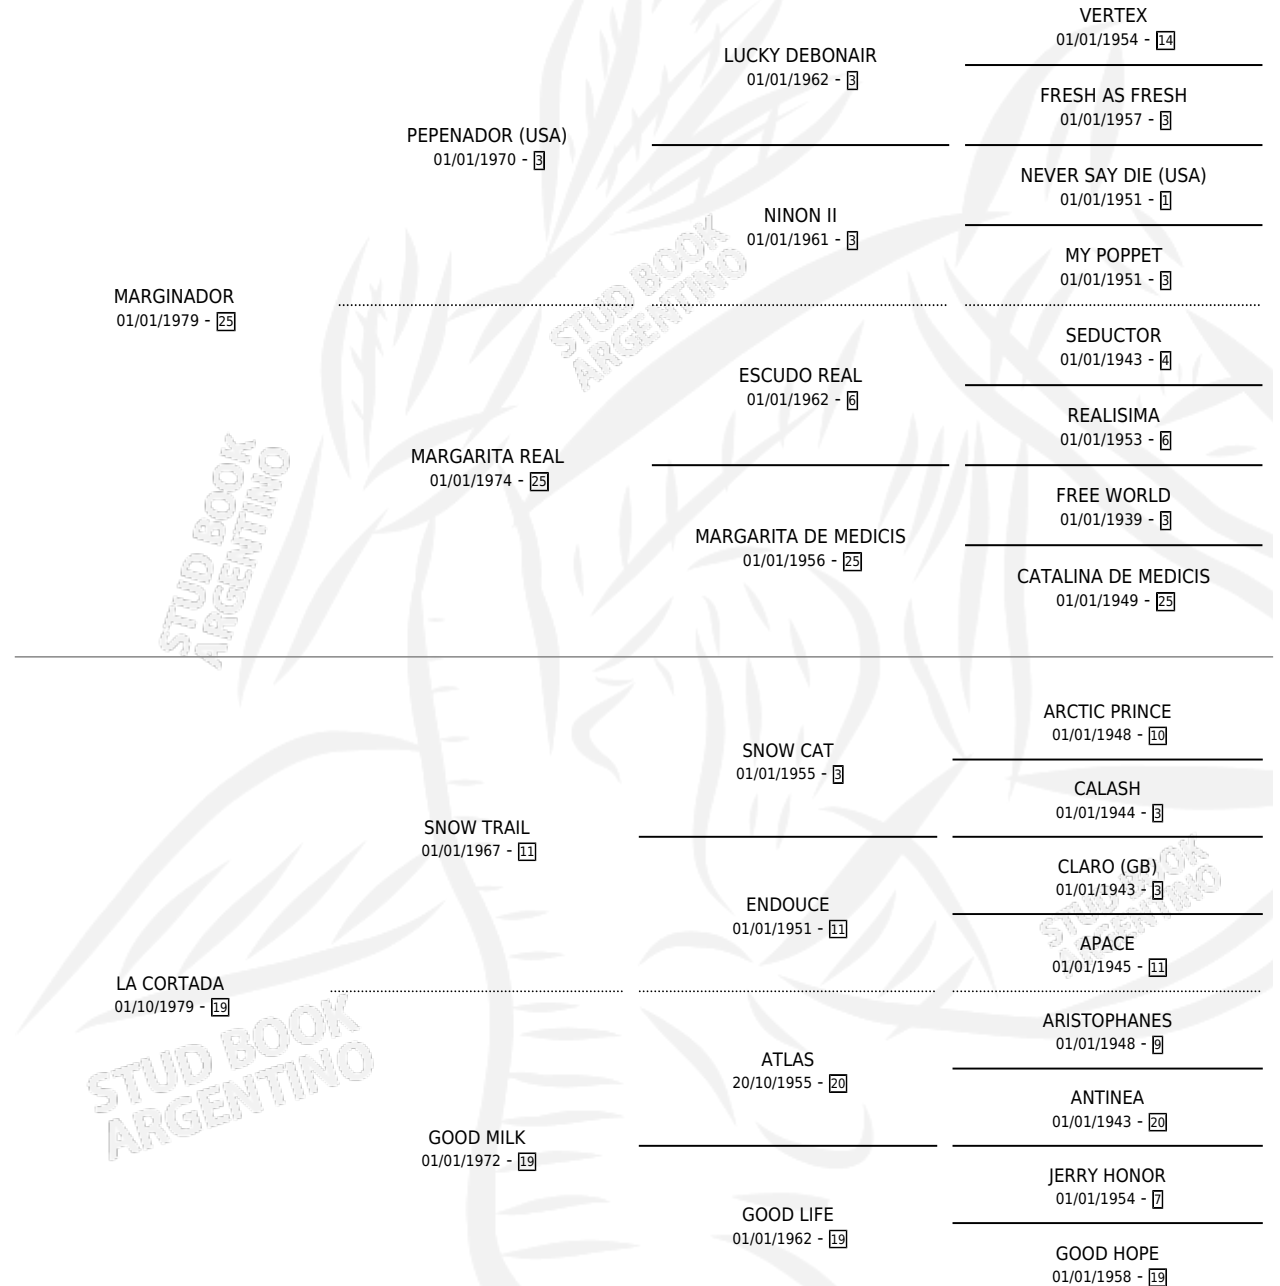 VERTEX
01/01/1954 - 14
LUCKY DEBONAIR
01/01/1962 - 3
FRESH AS FRESH
01/01/1957 - 3
PEPENADOR (USA)
01/01/1970 - 3
NEVER SAY DIE (USA)
01/01/1951 - 1
NINON II
01/01/1961 - 3
MY POPPET
01/01/1951 - 3
MARGINADOR
01/01/1979 - 25
SEDUCTOR
01/01/1943 - 4
ESCUDO REAL
01/01/1962 - 6
REALISIMA
01/01/1953 - 6
MARGARITA REAL
01/01/1974 - 25
FREE WORLD
01/01/1939 - 3
MARGARITA DE MEDICIS
01/01/1956 - 25
CATALINA DE MEDICIS
01/01/1949 - 25
ARCTIC PRINCE
01/01/1948 - 10
SNOW CAT
01/01/1955 - 3
CALASH
01/01/1944 - 3
SNOW TRAIL
01/01/1967 - 11
CLARO (GB)
01/01/1943 - 3
ENDOUCE
01/01/1951 - 11
APACE
01/01/1945 - 11
LA CORTADA
01/10/1979 - 19
ARISTOPHANES
01/01/1948 - 9
ATLAS
20/10/1955 - 20
ANTINEA
01/01/1943 - 20
GOOD MILK
01/01/1972 - 19
JERRY HONOR
01/01/1954 - 7
GOOD LIFE
01/01/1962 - 19
GOOD HOPE
01/01/1958 - 19
STUD BOOK
ARGENTINO
STUD BOOK
ARGENTINO
STUD BOOK
ARGENTINO
STUD BOOK
ARGENTINO